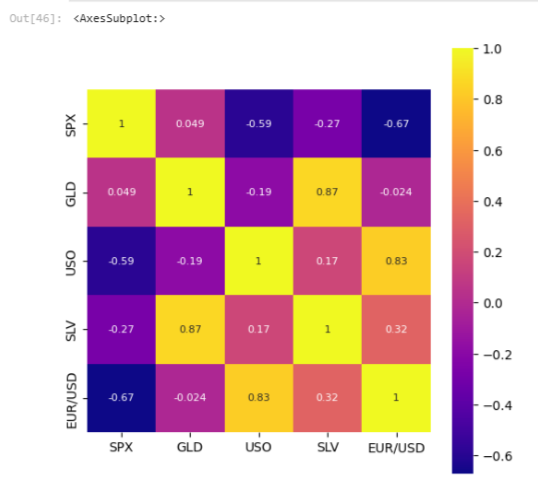 Out[46]: <AxesSubplot:>
1.0
SPX 1 0.049 -0.59 -0.27 -0.67
0.8
0.6
GLD 0.049 1 -0.19 0.87 -0.024
0.4
USO -0.59 -0.19 1 0.17 0.83
0.2
0.0
SLV -0.27 0.87 0.17 1 0.32
−0.2
EUR/USD -0.67 -0.024 0.83 0.32 1
−0.4
SPX GLD USO SLV EUR/USD
−0.6